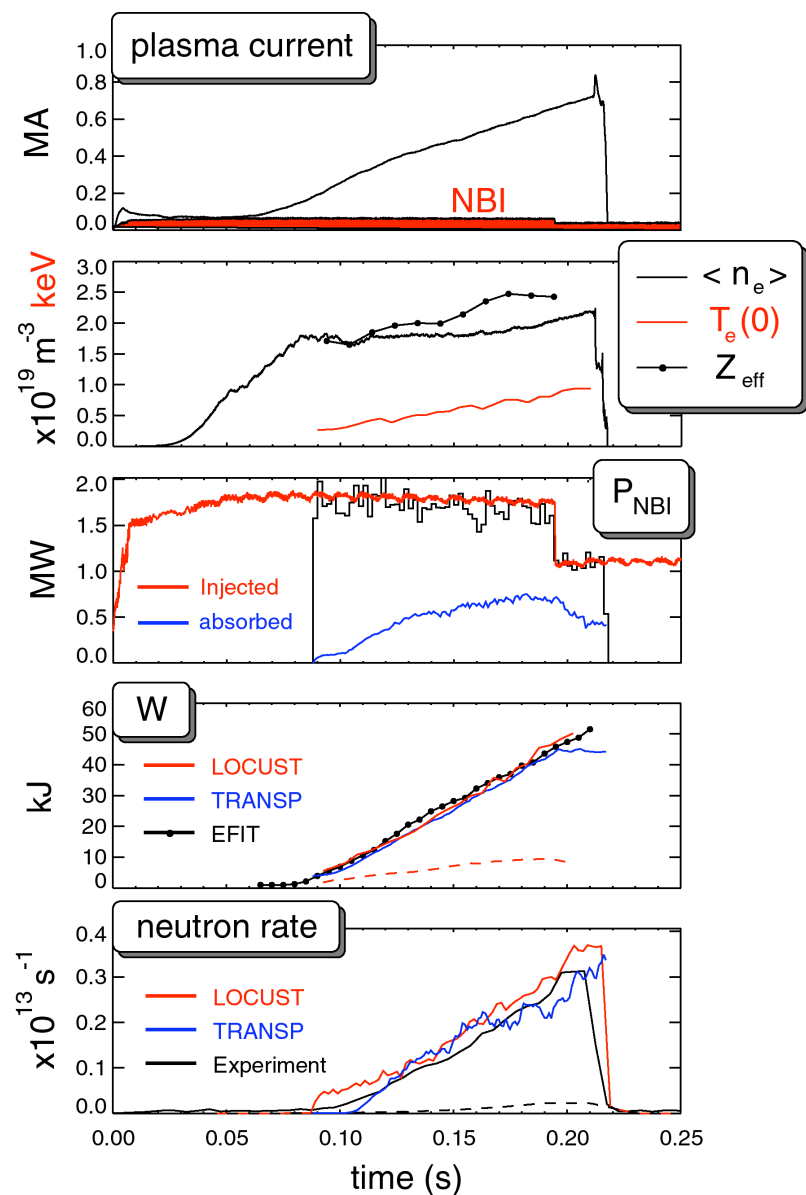 plasma current
1.0
0.8
0.6
0.4
0.2
0.0
MA
NBI
3.0
2.5
2.0
1.5
1.0
0.5
0.0
x10^19 m^-3 keV
< n_e >
T_e(0)
Z_eff
2.0
1.5
1.0
0.5
0.0
MW
P_NBI
Injected
absorbed
W
60
50
40
30
20
10
0
kJ
LOCUST
TRANSP
EFIT
neutron rate
0.4
0.3
0.2
0.1
0.0
x10^13 s^-1
LOCUST
TRANSP
Experiment
0.00 0.05 0.10 0.15 0.20 0.25
time (s)